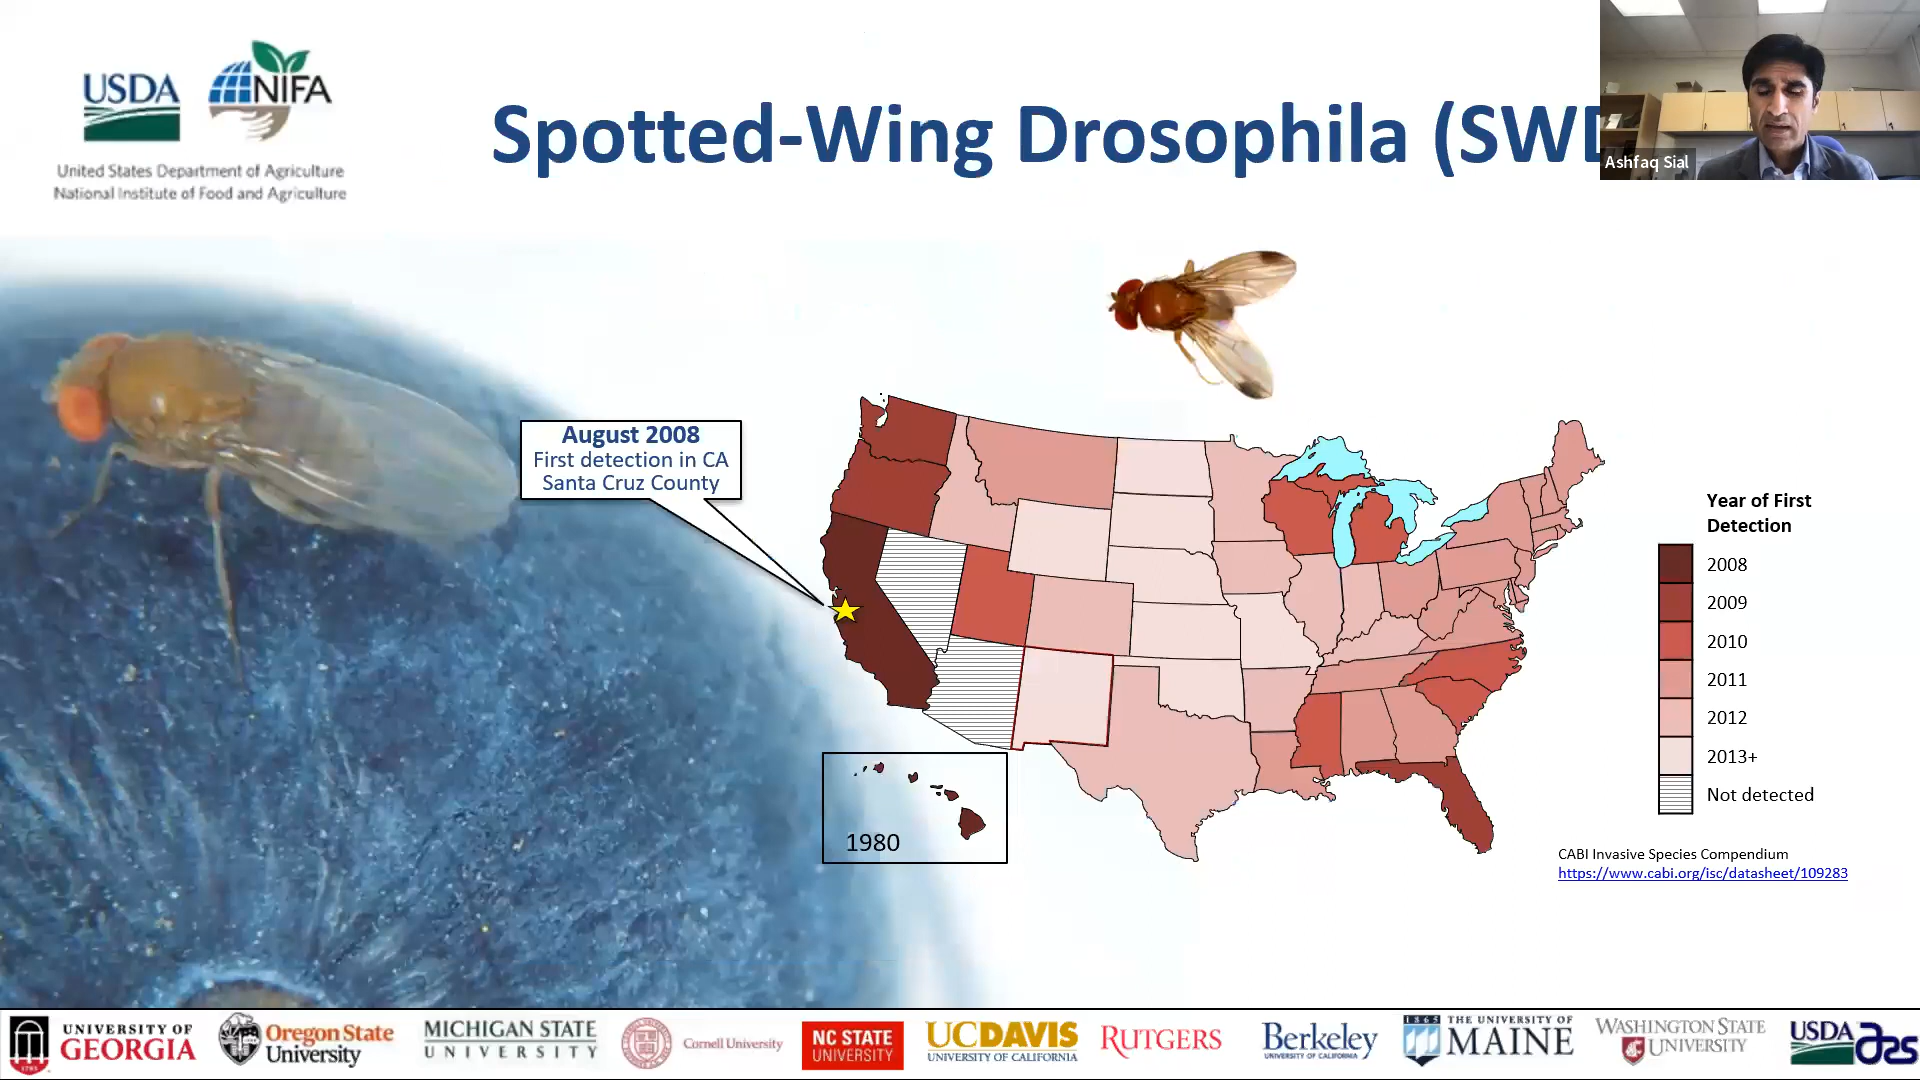 USDA
NIFA
United States Department of Agriculture
National Institute of Food and Agriculture
Spotted-Wing Drosophila (SWD
Ashfaq Sial
August 2008
First detection in CA
Santa Cruz County
1980
Year of First
Detection
2008
2009
2010
2011
2012
2013+
Not detected
CABI Invasive Species Compendium
https://www.cabi.org/isc/datasheet/109283
1785
UNIVERSITY OF
GEORGIA
Oregon State
University
MICHIGAN STATE
UNIVERSITY
Cornell University
NC STATE
UNIVERSITY
UCDAVIS
UNIVERSITY OF CALIFORNIA
RUTGERS
Berkeley
UNIVERSITY OF CALIFORNIA
1865
THE UNIVERSITY OF
MAINE
WASHINGTON STATE
UNIVERSITY
USDA
ars